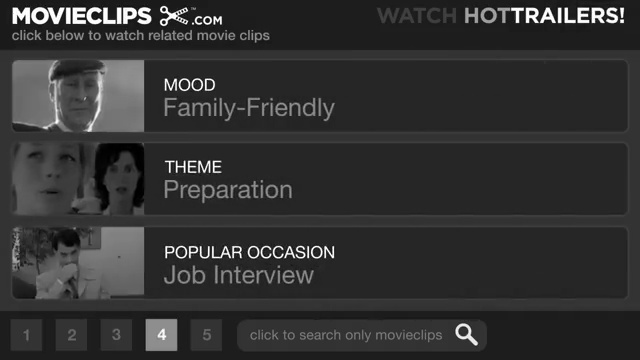 MOVIECLIPS .COM™
WATCH HOTTRAILERS!
click below to watch related movie clips
MOOD
Family-Friendly
THEME
Preparation
POPULAR OCCASION
Job Interview
1 2 3 4 5 click to search only movieclips